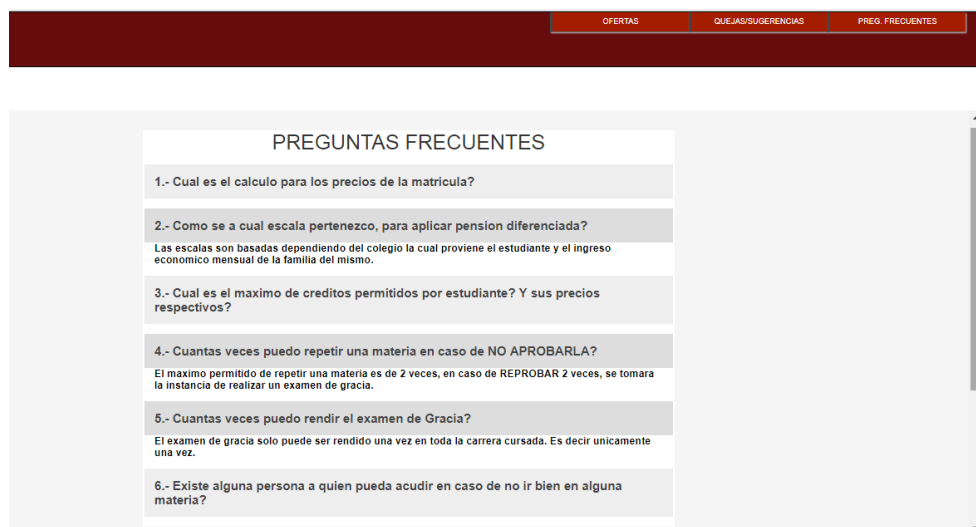 OFERTAS QUEJAS/SUGERENCIAS PREG. FRECUENTES
PREGUNTAS FRECUENTES
1.- Cual es el calculo para los precios de la matricula?
2.- Como se a cual escala pertenezco, para aplicar pension diferenciada?
Las escalas son basadas dependiendo del colegio la cual proviene el estudiante y el ingreso
economico mensual de la familia del mismo.
3.- Cual es el maximo de creditos permitidos por estudiante? Y sus precios
respectivos?
4.- Cuantas veces puedo repetir una materia en caso de NO APROBARLA?
El maximo permitido de repetir una materia es de 2 veces, en caso de REPROBAR 2 veces, se tomara
la instancia de realizar un examen de gracia.
5.- Cuantas veces puedo rendir el examen de Gracia?
El examen de gracia solo puede ser rendido una vez en toda la carrera cursada. Es decir unicamente
una vez.
6.- Existe alguna persona a quien pueda acudir en caso de no ir bien en alguna
materia?